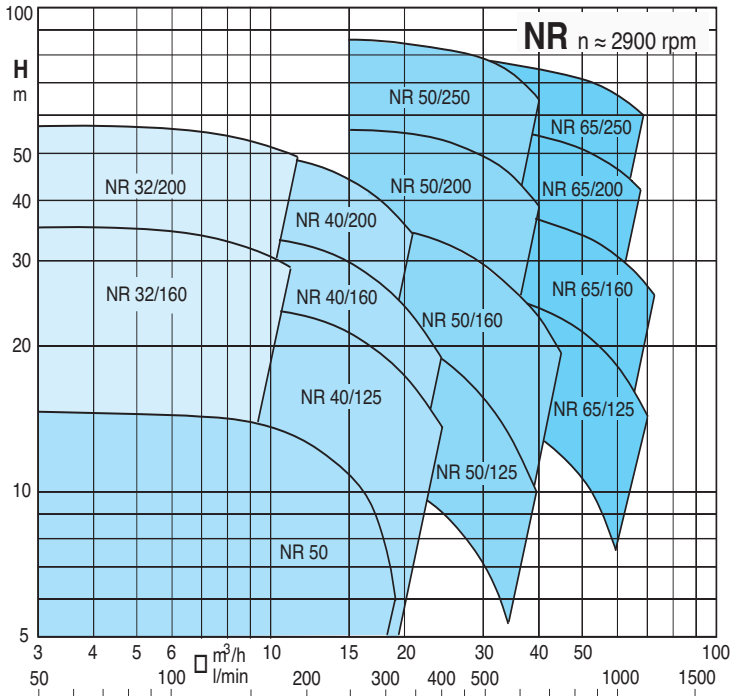 100
NR n ≈ 2900 rpm
H
m
NR 50/250
NR 65/250
50
NR 32/200
NR 50/200
NR 65/200
40
NR 40/200
30
NR 32/160
NR 40/160
NR 65/160
NR 50/160
20
NR 40/125
NR 65/125
NR 50/125
10
NR 50
5
3 4 5 6 m³/h 10 15 20 30 40 50 100
50 100 l/min 200 300 400 500 1000 1500